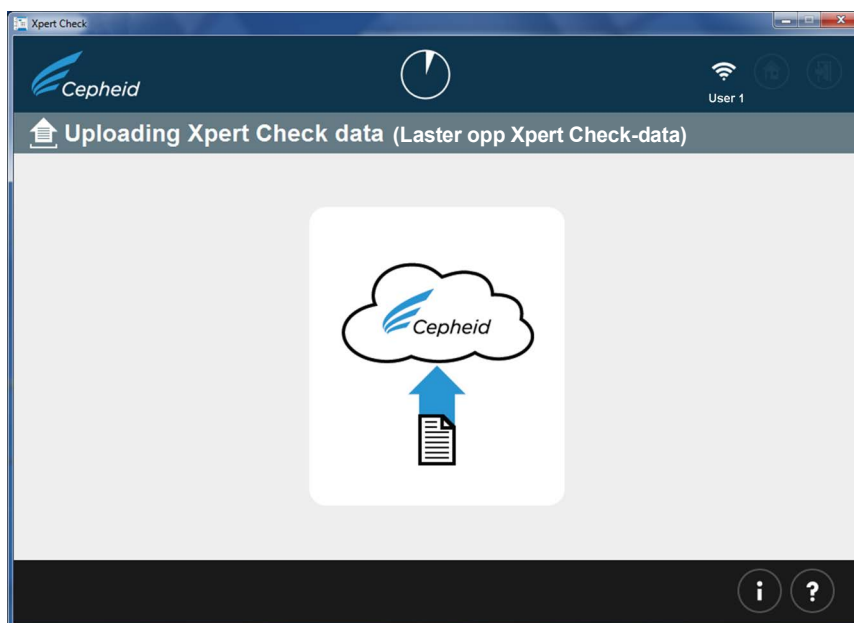 Xpert Check
Cepheid
User 1
Uploading Xpert Check data (Laster opp Xpert Check-data)
Cepheid
i ?